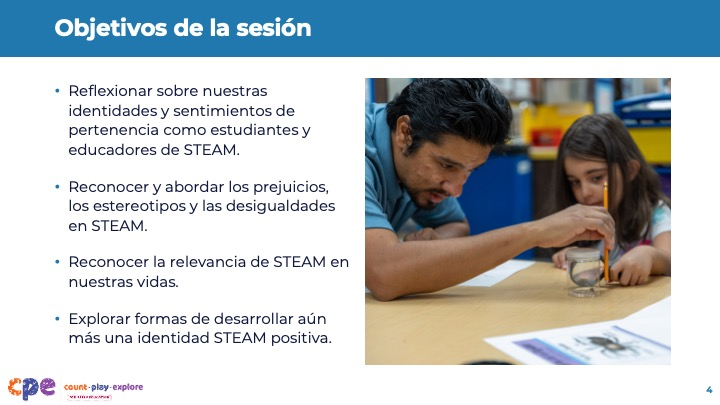 Objetivos de la sesión
• Reflexionar sobre nuestras
identidades y sentimientos de
pertenencia como estudiantes y
educadores de STEAM.
• Reconocer y abordar los prejuicios,
los estereotipos y las desigualdades
en STEAM.
• Reconocer la relevancia de STEAM en
nuestras vidas.
• Explorar formas de desarrollar aún
más una identidad STEAM positiva.
cpe count·play·explore
4